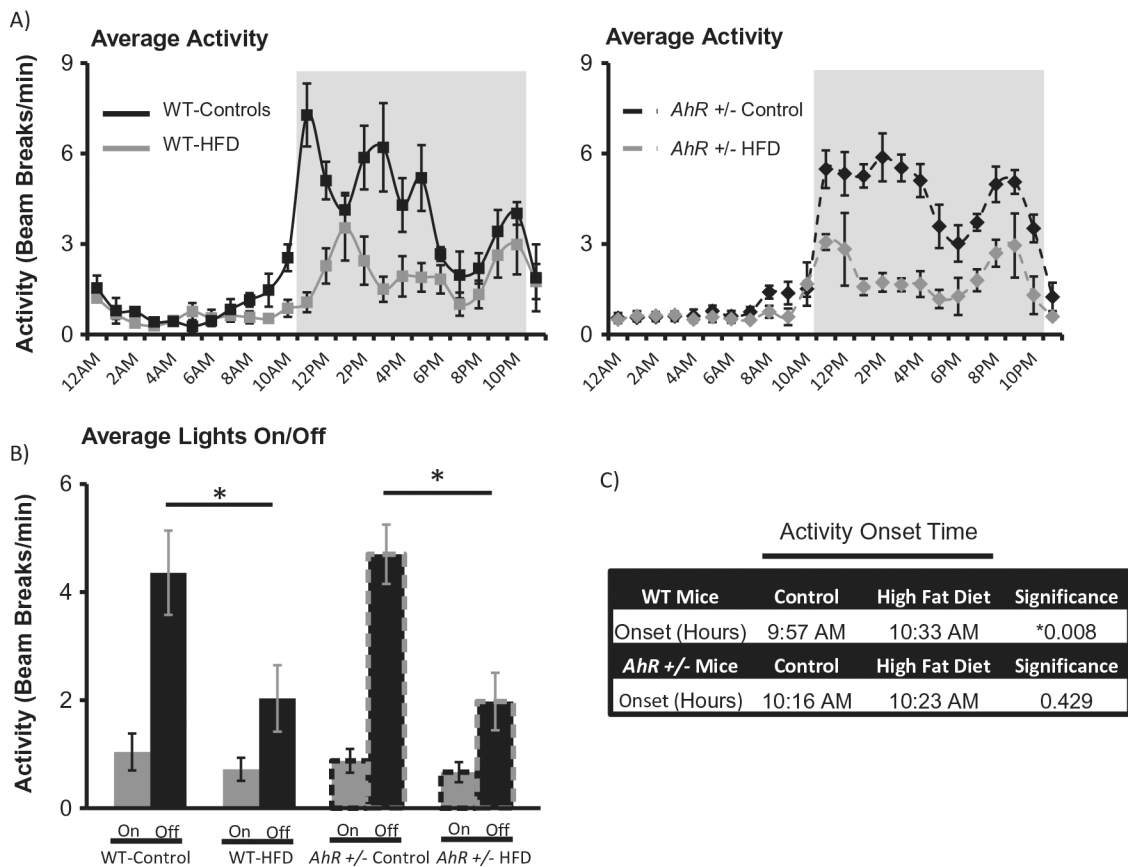 A)
Average Activity
Average Activity
Activity (Beam Breaks/min)
9
6
3
0
WT-Controls
WT-HFD
12AM 2AM 4AM 6AM 8AM 10AM 12PM 2PM 4PM 6PM 8PM 10PM
9
6
3
0
AhR +/- Control
AhR +/- HFD
12AM 2AM 4AM 6AM 8AM 10AM 12PM 2PM 4PM 6PM 8PM 10PM
Average Lights On/Off
B)
Activity (Beam Breaks/min)
6
4
2
0
*
*
On Off On Off On Off On Off
WT-Control WT-HFD AhR +/- Control AhR +/- HFD
C)
Activity Onset Time
WT Mice Control High Fat Diet Significance
Onset (Hours) 9:57 AM 10:33 AM *0.008
AhR +/- Mice Control High Fat Diet Significance
Onset (Hours) 10:16 AM 10:23 AM 0.429